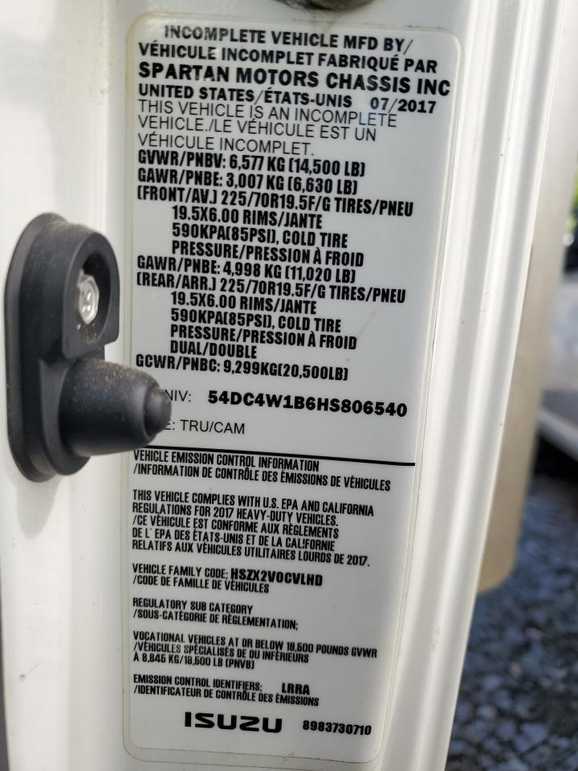 INCOMPLETE VEHICLE MFD BY/
VÉHICULE INCOMPLET FABRIQUÉ PAR
SPARTAN MOTORS CHASSIS INC
UNITED STATES/ÉTATS-UNIS 07/2017
THIS VEHICLE IS AN INCOMPLETE
VEHICLE./LE VÉHICULE EST UN
VÉHICULE INCOMPLET.
GVWR/PNBV: 6,577 KG (14,500 LB)
GAWR/PNBE: 3,007 KG (6,630 LB)
(FRONT/AV.) 225/70R19.5F/G TIRES/PNEU
19.5X6.00 RIMS/JANTE
590KPA(85PSI), COLD TIRE
PRESSURE/PRESSION À FROID
GAWR/PNBE: 4,998 KG (11,020 LB)
(REAR/ARR.) 225/70R19.5F/G TIRES/PNEU
19.5X6.00 RIMS/JANTE
590KPA(85PSI), COLD TIRE
PRESSURE/PRESSION À FROID
DUAL/DOUBLE
GCWR/PNBC: 9,299KG(20,500LB)
NIV: 54DC4W1B6HS806540
E: TRU/CAM
VEHICLE EMISSION CONTROL INFORMATION
/INFORMATION DE CONTRÔLE DES ÉMISSIONS DE VÉHICULES
THIS VEHICLE COMPLIES WITH U.S. EPA AND CALIFORNIA
REGULATIONS FOR 2017 HEAVY-DUTY VEHICLES.
/CE VÉHICULE EST CONFORME AUX RÈGLEMENTS
DE L' EPA DES ÉTATS-UNIS ET DE LA CALIFORNIE
RELATIFS AUX VÉHICULES UTILITAIRES LOURDS DE 2017.
VEHICLE FAMILY CODE: HSZX2VOCVLHD
/CODE DE FAMILLE DE VÉHICULES
REGULATORY SUB CATEGORY
/SOUS-CATÉGORIE DE RÉGLEMENTATION;
VOCATIONAL VEHICLES AT OR BELOW 19,500 POUNDS GVWR
/VÉHICULES SPÉCIALISÉS DE OU INFÉRIEURS
À 8,845 KG/19,500 LB (PNVB)
EMISSION CONTROL IDENTIFIERS: LRRA
/IDENTIFICATEUR DE CONTRÔLE DES ÉMISSIONS
ISUZU 8983730710